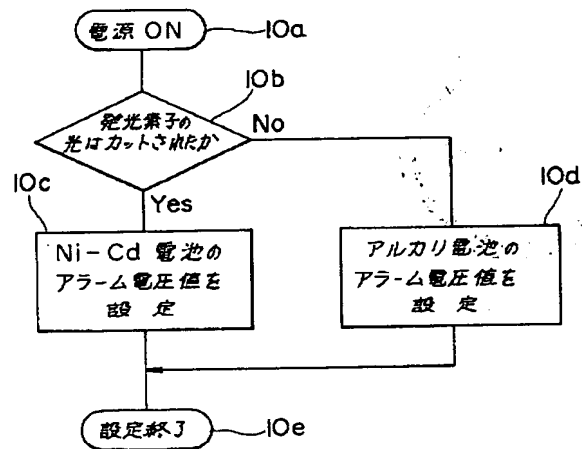 電源 ON
10a
10b
発光素子の
光はカットされたか
No
10c
Yes
10d
Ni-Cd 電池の
アラーム電圧値を
設 定
アルカリ電池の
アラーム電圧値を
設 定
設定終了
10e